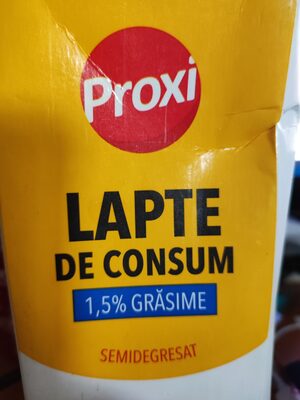 Proxi
LAPTE
DE CONSUM
1,5% GRĂSIME
SEMIDEGRESAT